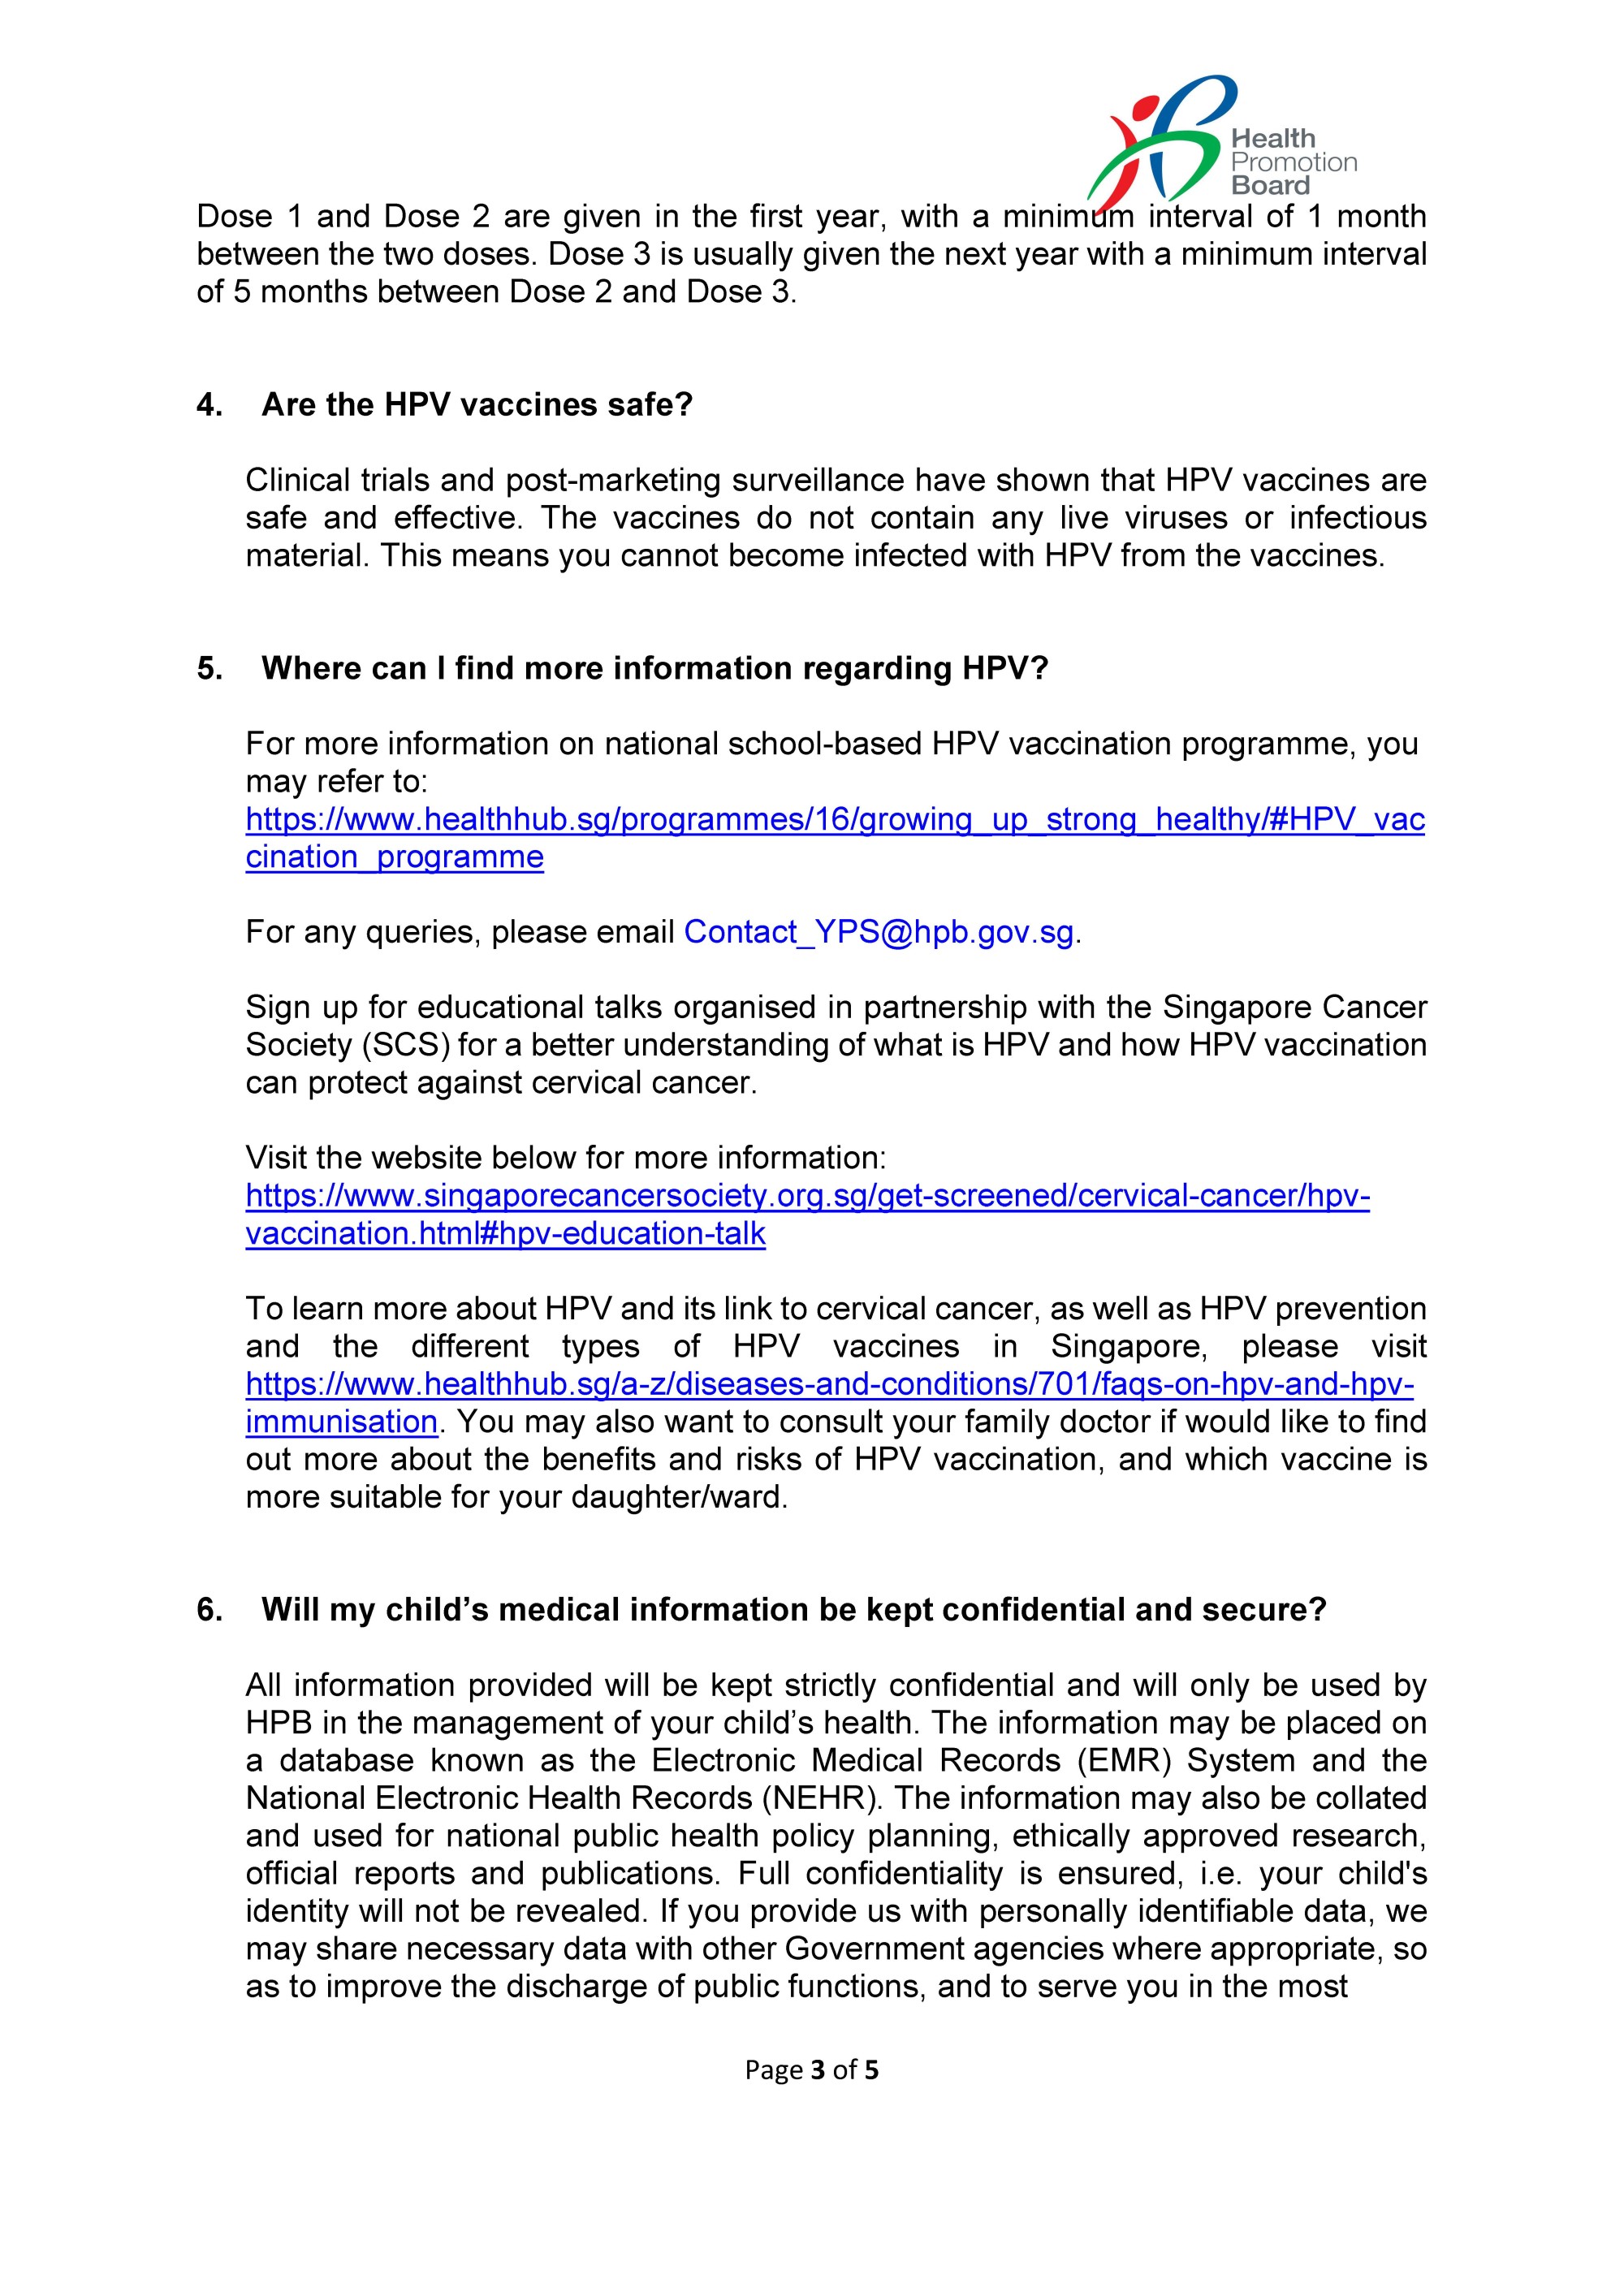 Health
Promotion
Board
Dose 1 and Dose 2 are given in the first year, with a minimum interval of 1 month
between the two doses. Dose 3 is usually given the next year with a minimum interval
of 5 months between Dose 2 and Dose 3.
4. Are the HPV vaccines safe?
Clinical trials and post-marketing surveillance have shown that HPV vaccines are
safe and effective. The vaccines do not contain any live viruses or infectious
material. This means you cannot become infected with HPV from the vaccines.
5. Where can I find more information regarding HPV?
For more information on national school-based HPV vaccination programme, you
may refer to:
https://www.healthhub.sg/programmes/16/growing_up_strong_healthy/#HPV_vac
cination_programme
For any queries, please email Contact_YPS@hpb.gov.sg.
Sign up for educational talks organised in partnership with the Singapore Cancer
Society (SCS) for a better understanding of what is HPV and how HPV vaccination
can protect against cervical cancer.
Visit the website below for more information:
https://www.singaporecancersociety.org.sg/get-screened/cervical-cancer/hpv-
vaccination.html#hpv-education-talk
To learn more about HPV and its link to cervical cancer, as well as HPV prevention
and the different types of HPV vaccines in Singapore, please visit
https://www.healthhub.sg/a-z/diseases-and-conditions/701/faqs-on-hpv-and-hpv-
immunisation. You may also want to consult your family doctor if would like to find
out more about the benefits and risks of HPV vaccination, and which vaccine is
more suitable for your daughter/ward.
6. Will my child’s medical information be kept confidential and secure?
All information provided will be kept strictly confidential and will only be used by
HPB in the management of your child’s health. The information may be placed on
a database known as the Electronic Medical Records (EMR) System and the
National Electronic Health Records (NEHR). The information may also be collated
and used for national public health policy planning, ethically approved research,
official reports and publications. Full confidentiality is ensured, i.e. your child's
identity will not be revealed. If you provide us with personally identifiable data, we
may share necessary data with other Government agencies where appropriate, so
as to improve the discharge of public functions, and to serve you in the most
Page 3 of 5